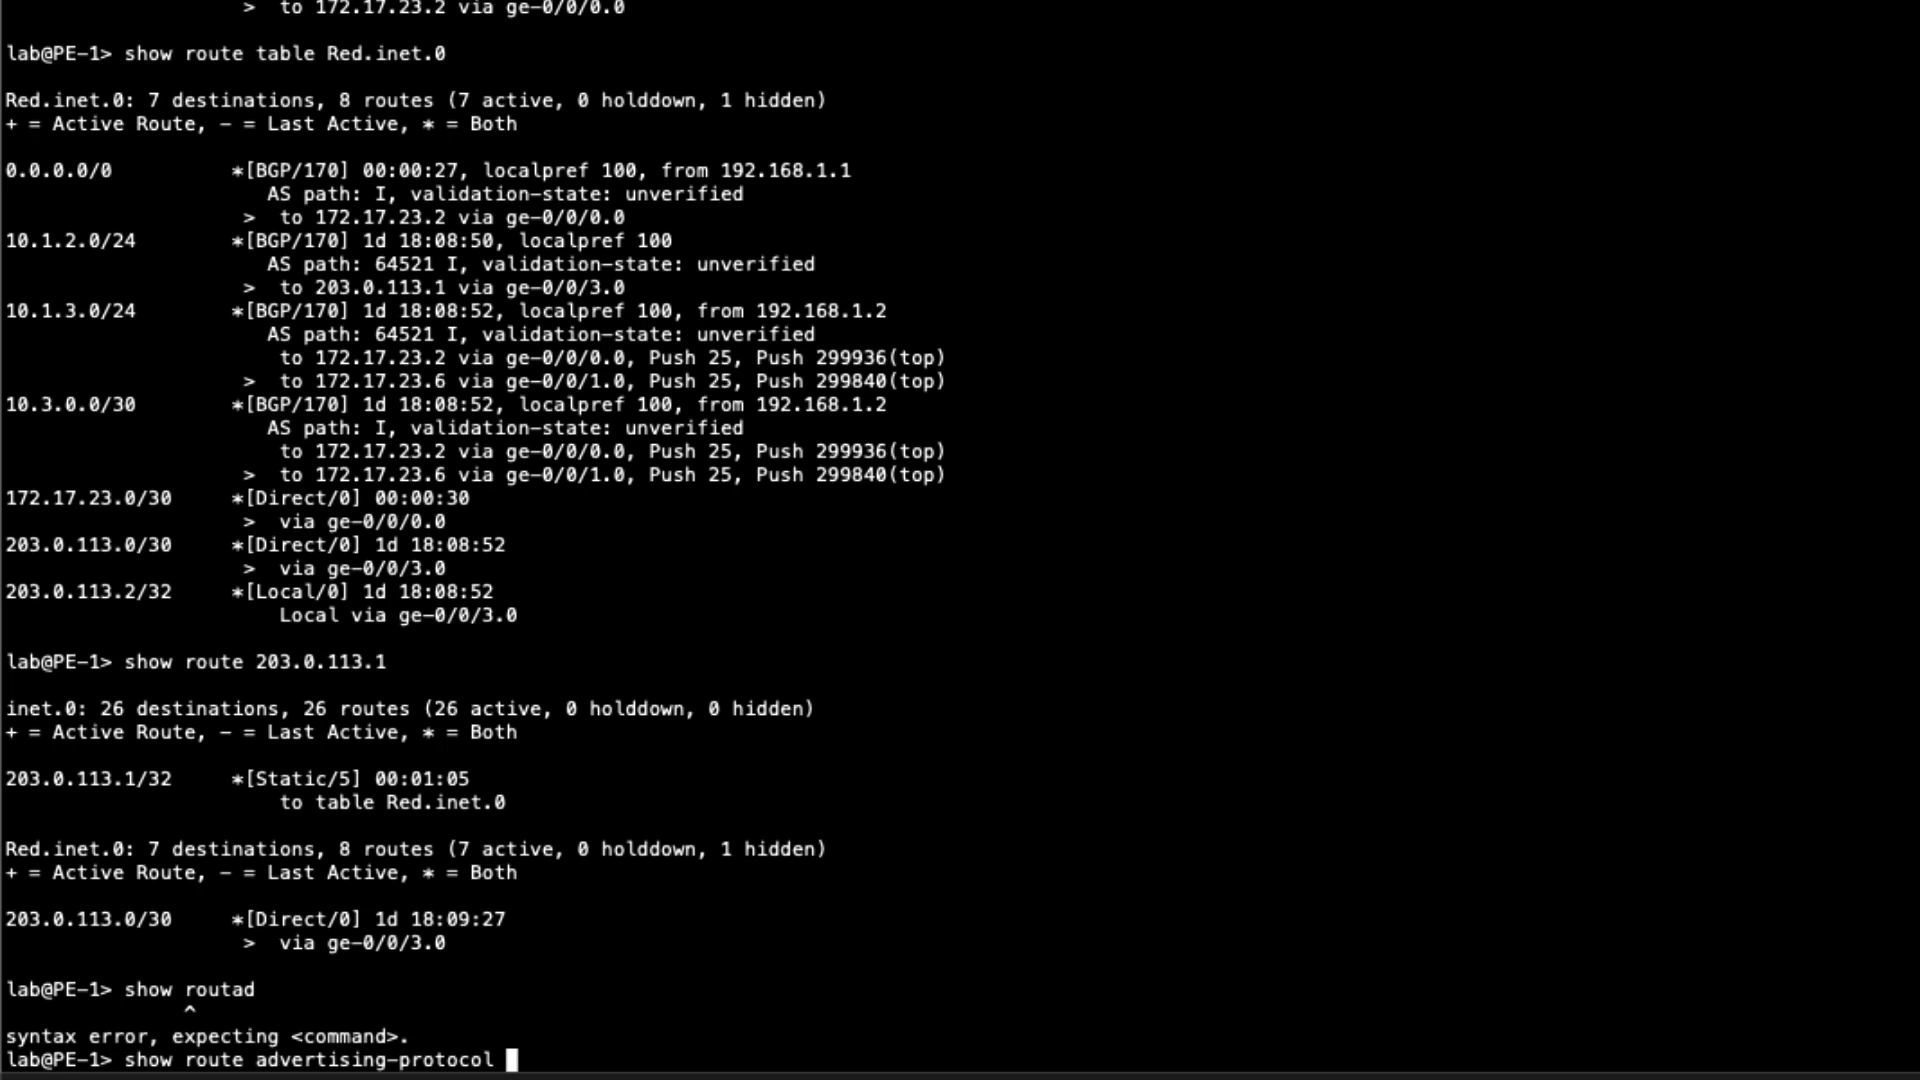 > to 172.17.23.2 via ge-0/0/0.0
lab@PE-1> show route table Red.inet.0
Red.inet.0: 7 destinations, 8 routes (7 active, 0 holddown, 1 hidden)
+ = Active Route, - = Last Active, * = Both
0.0.0.0/0 *[BGP/170] 00:00:27, localpref 100, from 192.168.1.1
AS path: I, validation-state: unverified
> to 172.17.23.2 via ge-0/0/0.0
10.1.2.0/24 *[BGP/170] 1d 18:08:50, localpref 100
AS path: 64521 I, validation-state: unverified
> to 203.0.113.1 via ge-0/0/3.0
10.1.3.0/24 *[BGP/170] 1d 18:08:52, localpref 100, from 192.168.1.2
AS path: 64521 I, validation-state: unverified
to 172.17.23.2 via ge-0/0/0.0, Push 25, Push 299936(top)
> to 172.17.23.6 via ge-0/0/1.0, Push 25, Push 299840(top)
10.3.0.0/30 *[BGP/170] 1d 18:08:52, localpref 100, from 192.168.1.2
AS path: I, validation-state: unverified
to 172.17.23.2 via ge-0/0/0.0, Push 25, Push 299936(top)
> to 172.17.23.6 via ge-0/0/1.0, Push 25, Push 299840(top)
172.17.23.0/30 *[Direct/0] 00:00:30
> via ge-0/0/0.0
203.0.113.0/30 *[Direct/0] 1d 18:08:52
> via ge-0/0/3.0
203.0.113.2/32 *[Local/0] 1d 18:08:52
Local via ge-0/0/3.0
lab@PE-1> show route 203.0.113.1
inet.0: 26 destinations, 26 routes (26 active, 0 holddown, 0 hidden)
+ = Active Route, - = Last Active, * = Both
203.0.113.1/32 *[Static/5] 00:01:05
to table Red.inet.0
Red.inet.0: 7 destinations, 8 routes (7 active, 0 holddown, 1 hidden)
+ = Active Route, - = Last Active, * = Both
203.0.113.0/30 *[Direct/0] 1d 18:09:27
> via ge-0/0/3.0
lab@PE-1> show routad
^
syntax error, expecting <command>.
lab@PE-1> show route advertising-protocol